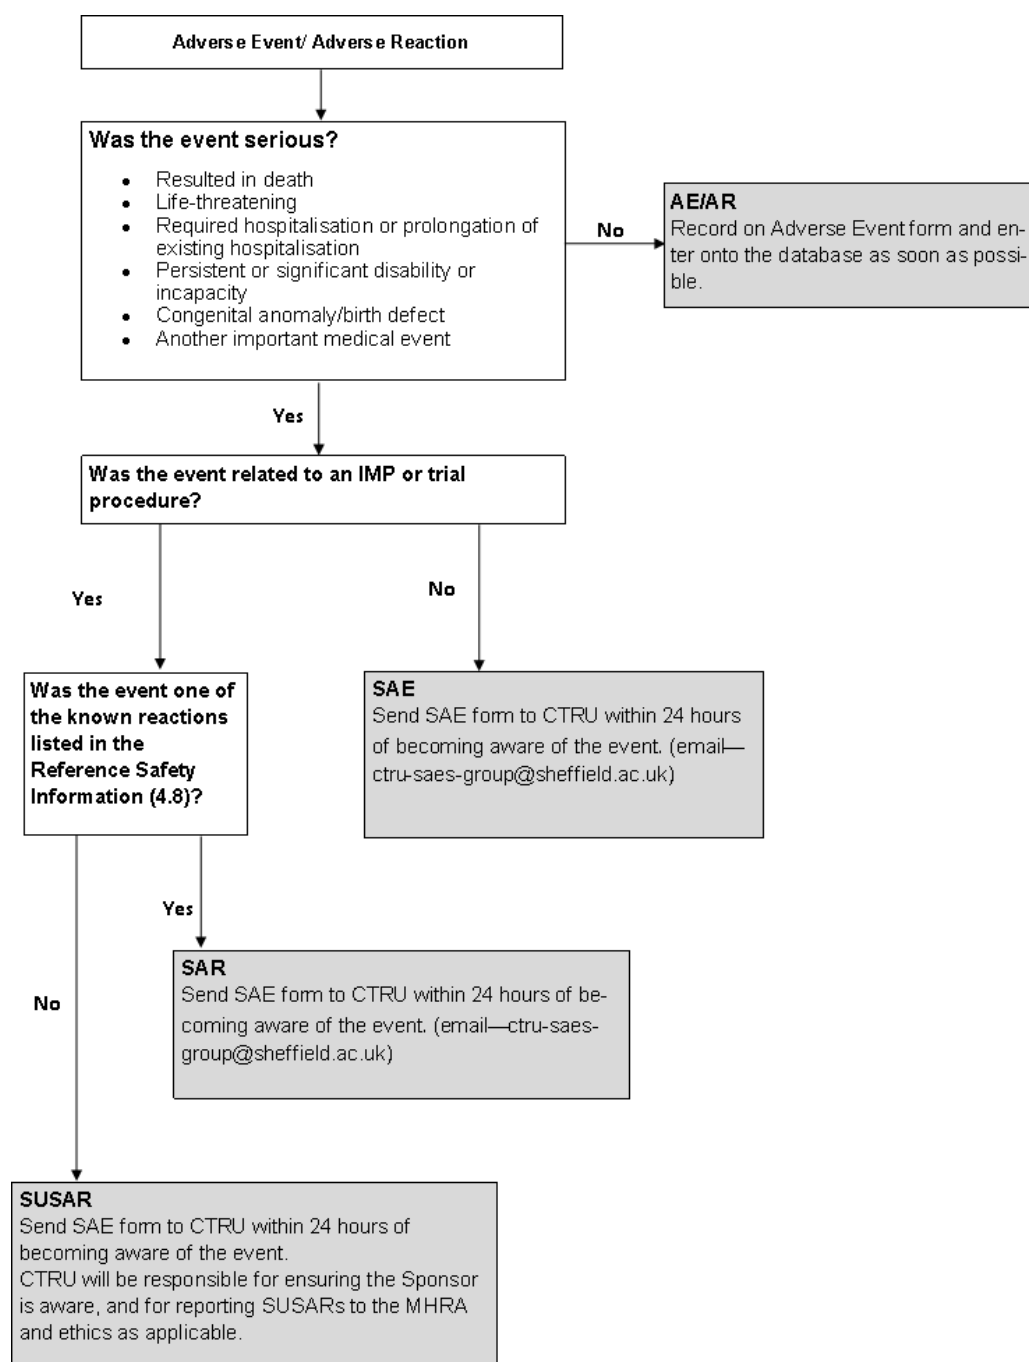 Adverse Event/ Adverse Reaction
Was the event serious?
• Resulted in death
• Life-threatening
• Required hospitalisation or prolongation of
existing hospitalisation
• Persistent or significant disability or
incapacity
• Congenital anomaly/birth defect
• Another important medical event
No
AE/AR
Record on Adverse Event form and en-
ter onto the database as soon as possi-
ble.
Yes
Was the event related to an IMP or trial
procedure?
Yes
No
Was the event one of
the known reactions
listed in the
Reference Safety
Information (4.8)?
SAE
Send SAE form to CTRU within 24 hours
of becoming aware of the event. (email—
ctru-saes-group@sheffield.ac.uk)
Yes
No
SAR
Send SAE form to CTRU within 24 hours of be-
coming aware of the event. (email—ctru-saes-
group@sheffield.ac.uk)
SUSAR
Send SAE form to CTRU within 24 hours of
becoming aware of the event.
CTRU will be responsible for ensuring the Sponsor
is aware, and for reporting SUSARs to the MHRA
and ethics as applicable.